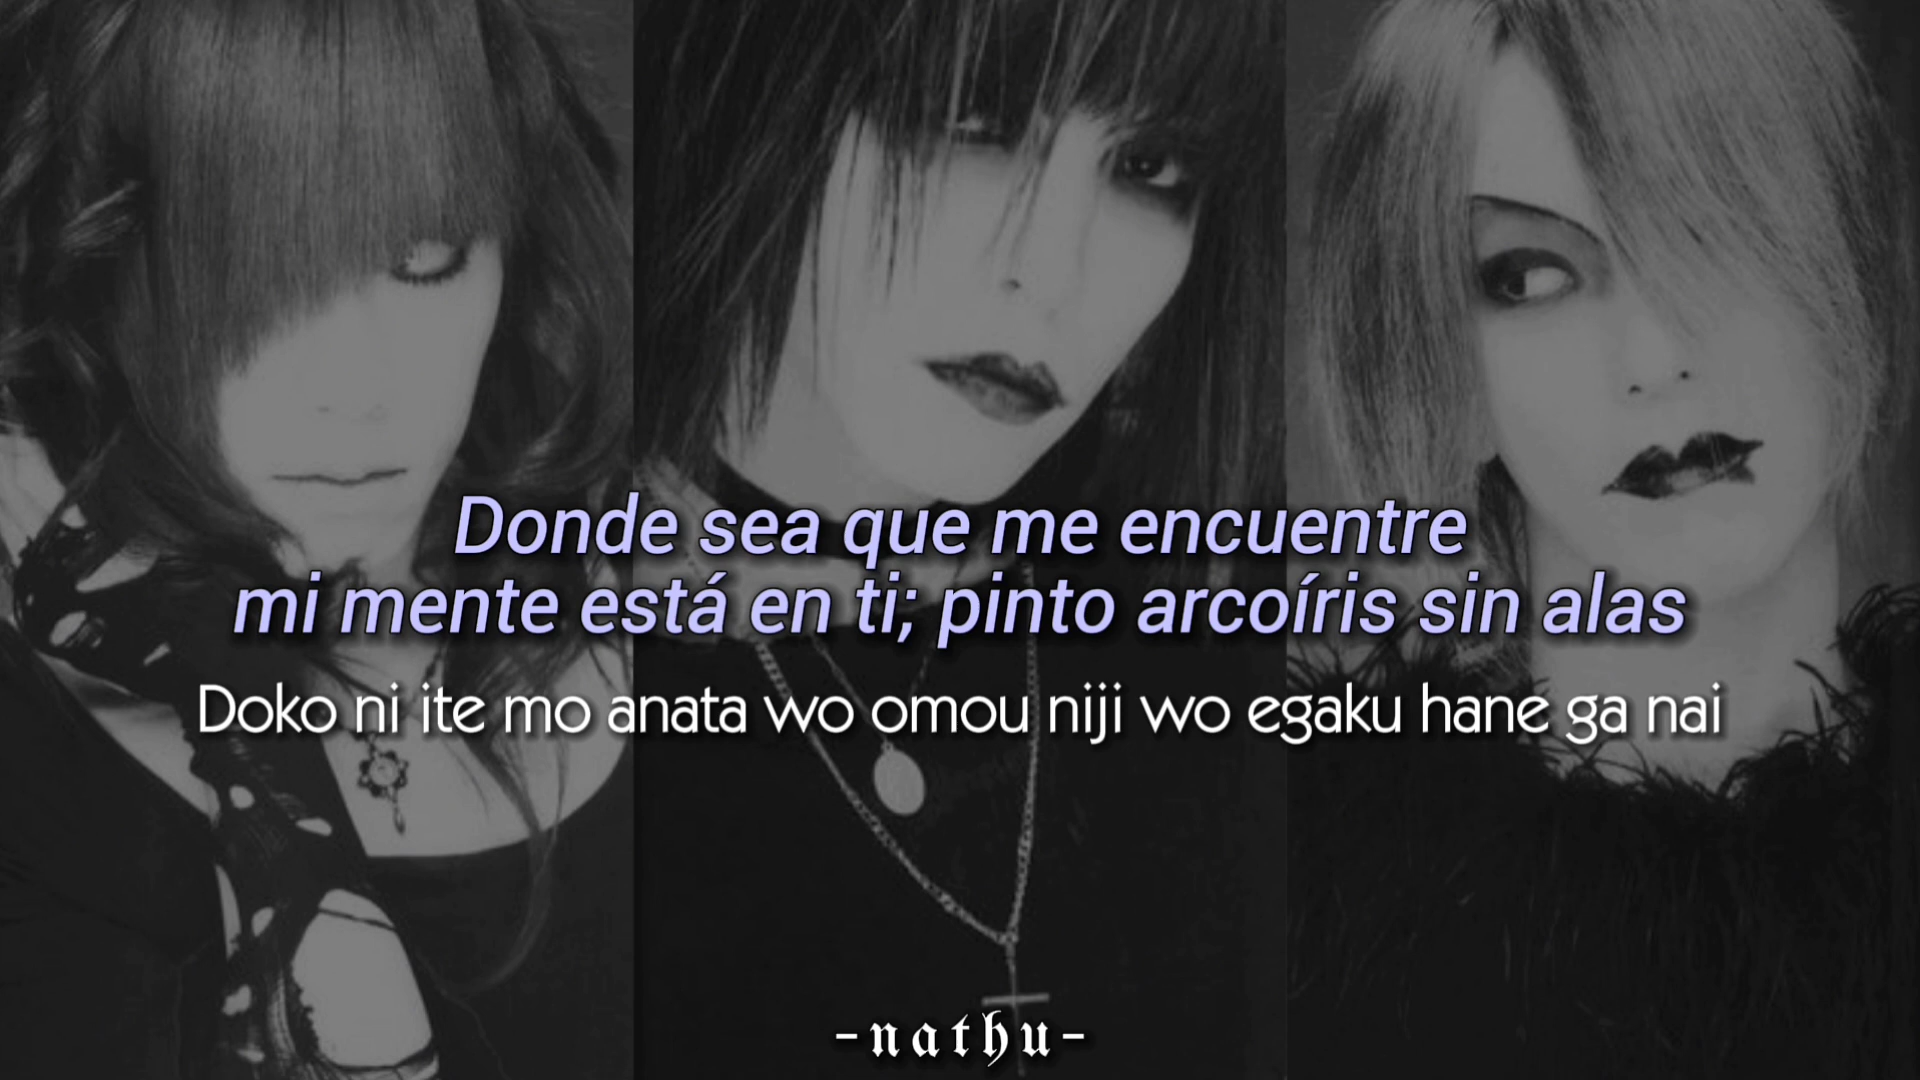 Donde sea que me encuentre
mi mente está en ti; pinto arcoíris sin alas
Doko ni ite mo anata wo omou niji wo egaku hane ga nai
-nathu-